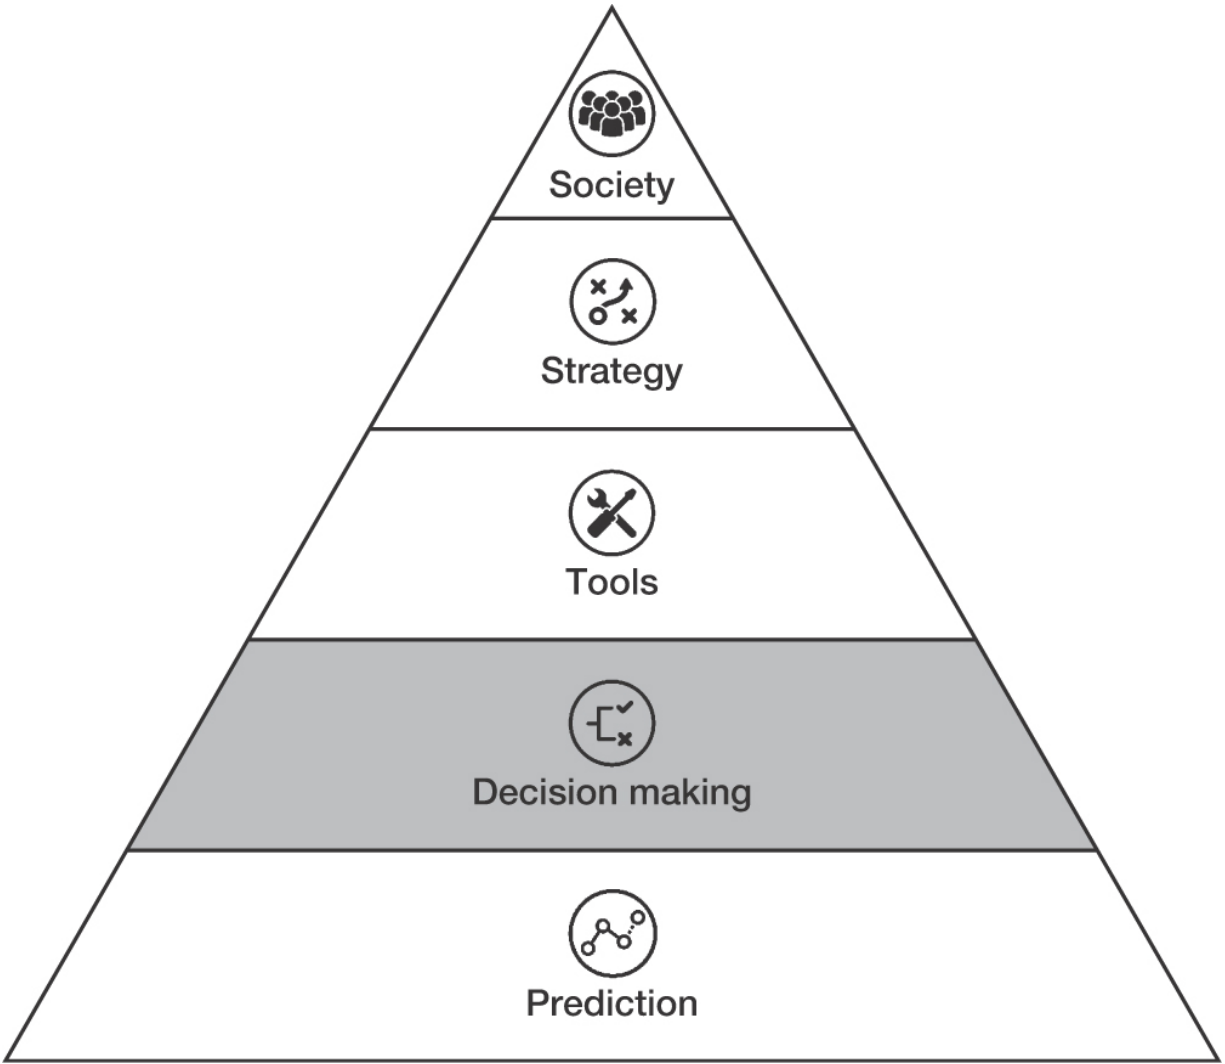 Society
Strategy
Tools
Decision making
Prediction